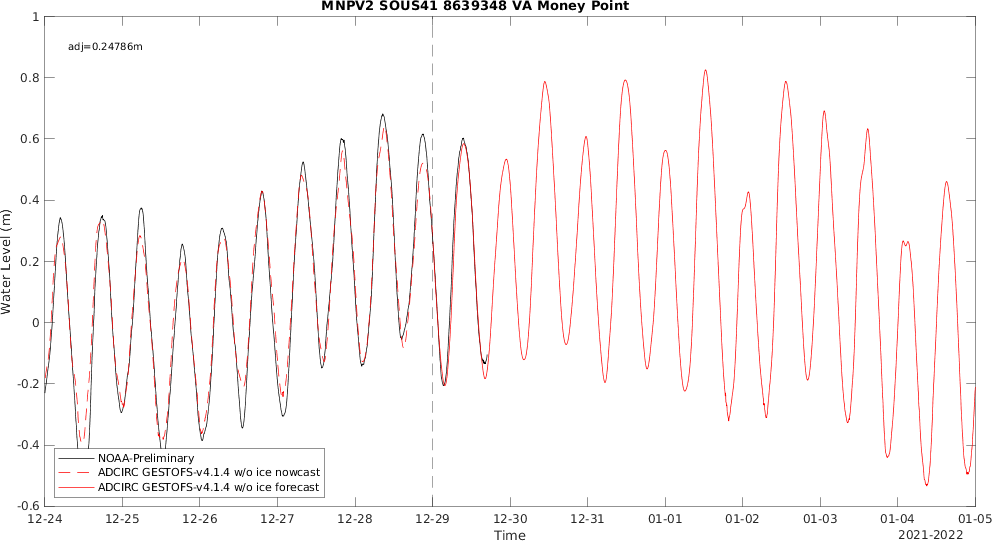 MNPV2 SOUS41 8639348 VA Money Point
adj=0.24786m
Water Level (m)
1
0.8
0.6
0.4
0.2
0
-0.2
-0.4
-0.6
NOAA-Preliminary
ADCIRC GESTOFS-v4.1.4 w/o ice nowcast
ADCIRC GESTOFS-v4.1.4 w/o ice forecast
12-24 12-25 12-26 12-27 12-28 12-29 12-30 12-31 01-01 01-02 01-03 01-04 01-05
Time
2021-2022